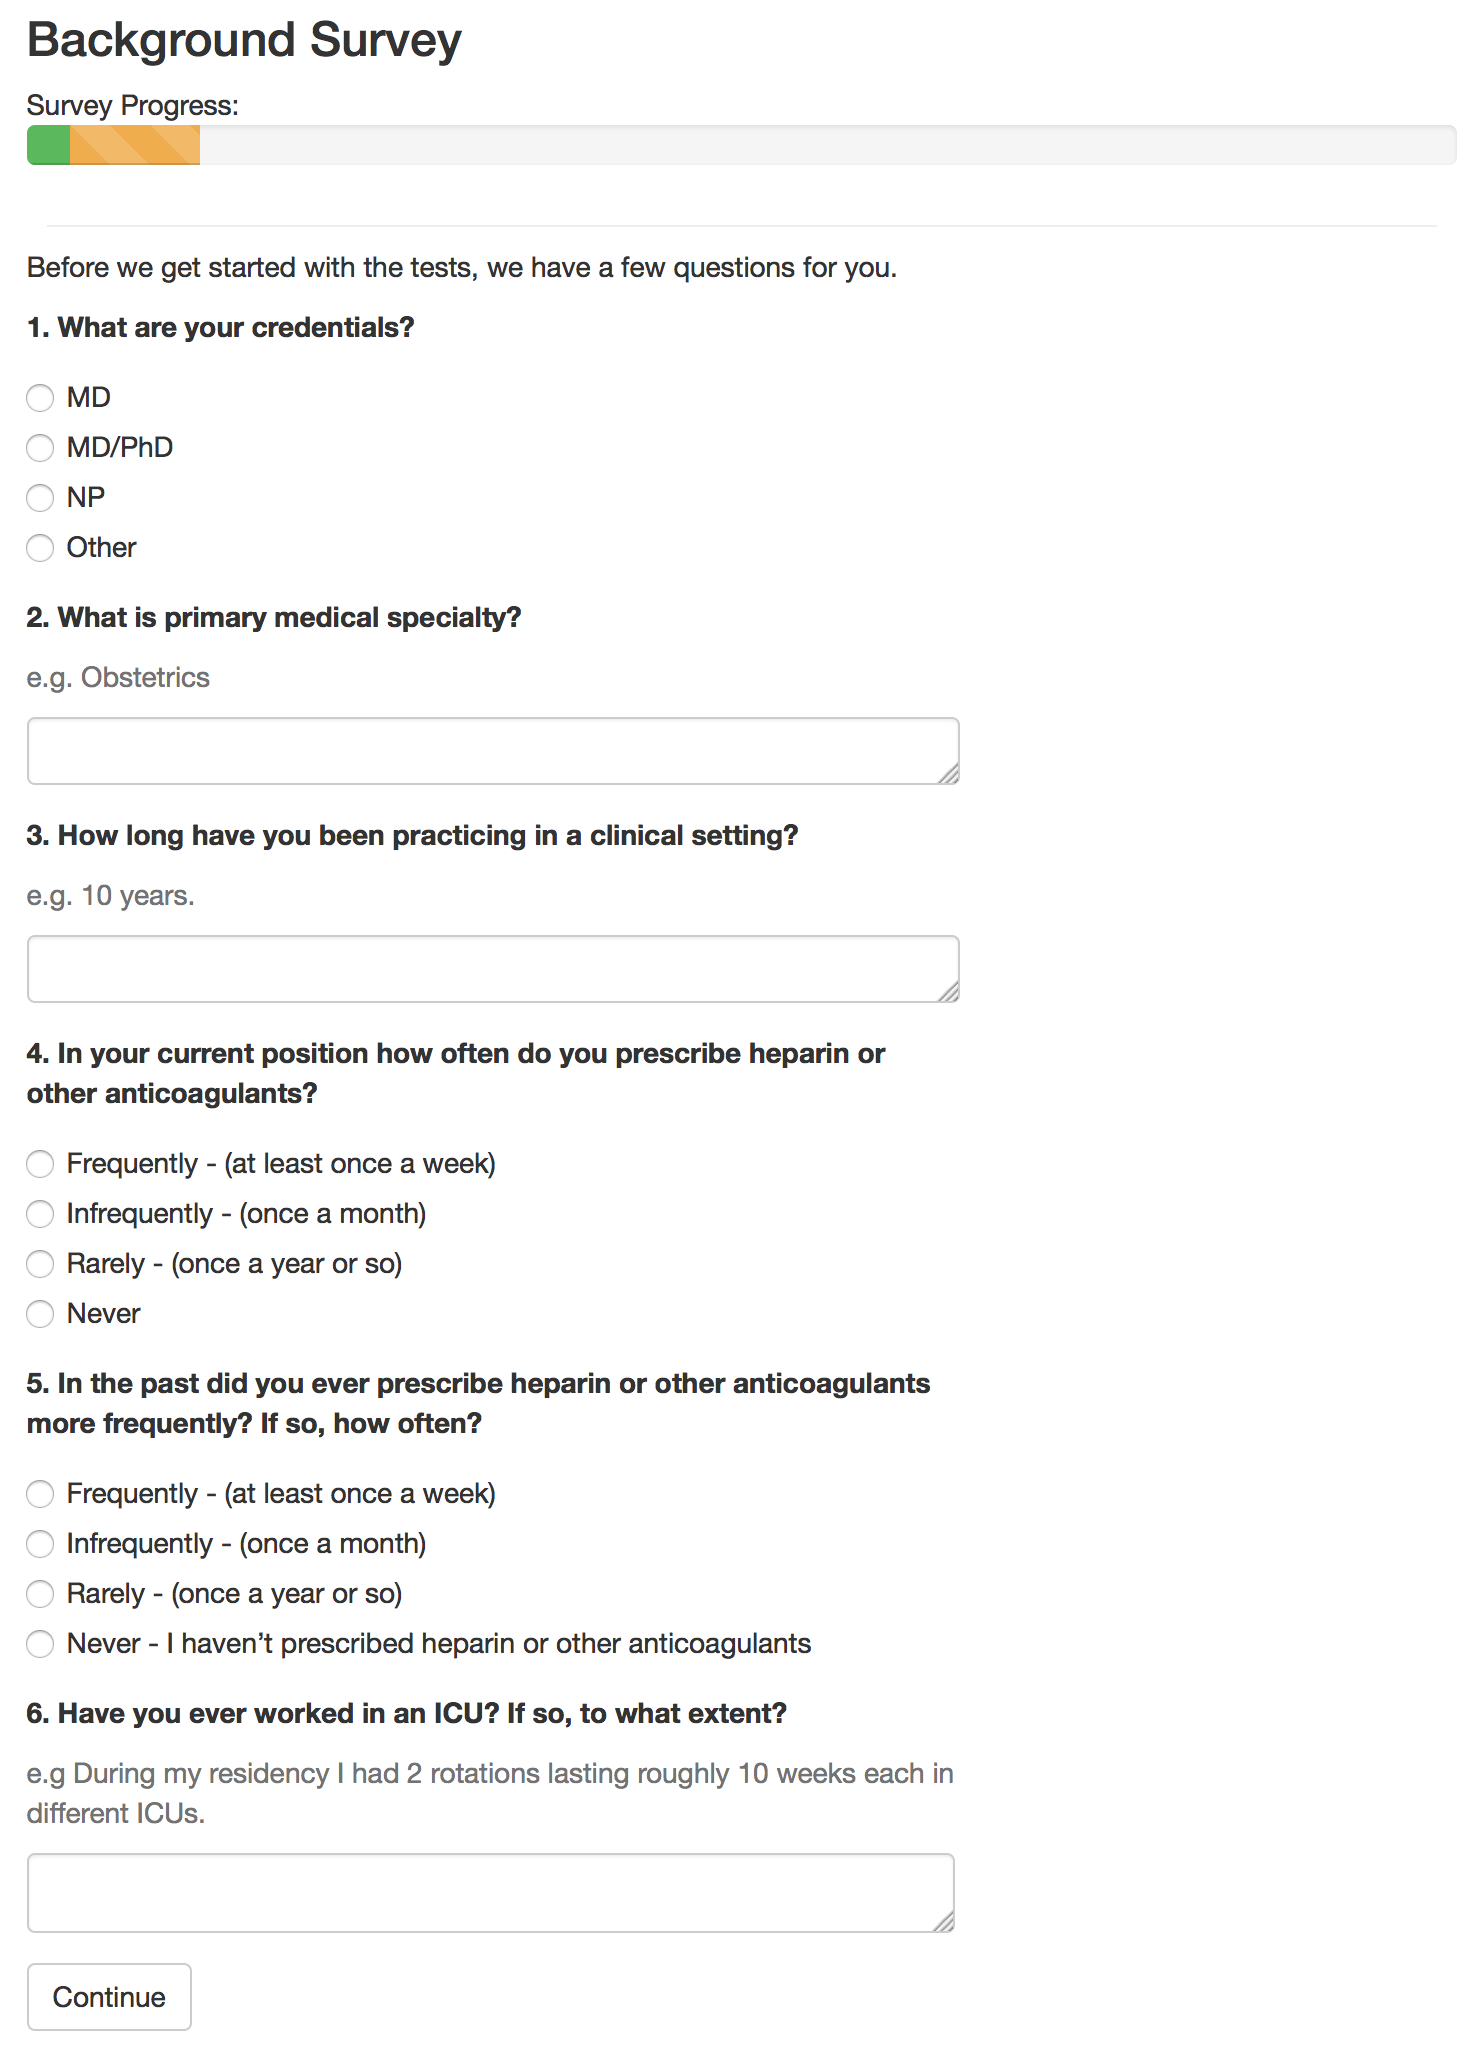 Background Survey
Survey Progress:
Before we get started with the tests, we have a few questions for you.
1. What are your credentials?
MD
MD/PhD
NP
Other
2. What is primary medical specialty?
e.g. Obstetrics
3. How long have you been practicing in a clinical setting?
e.g. 10 years.
4. In your current position how often do you prescribe heparin or
other anticoagulants?
Frequently - (at least once a week)
Infrequently - (once a month)
Rarely - (once a year or so)
Never
5. In the past did you ever prescribe heparin or other anticoagulants
more frequently? If so, how often?
Frequently - (at least once a week)
Infrequently - (once a month)
Rarely - (once a year or so)
Never - I haven’t prescribed heparin or other anticoagulants
6. Have you ever worked in an ICU? If so, to what extent?
e.g During my residency I had 2 rotations lasting roughly 10 weeks each in
different ICUs.
Continue